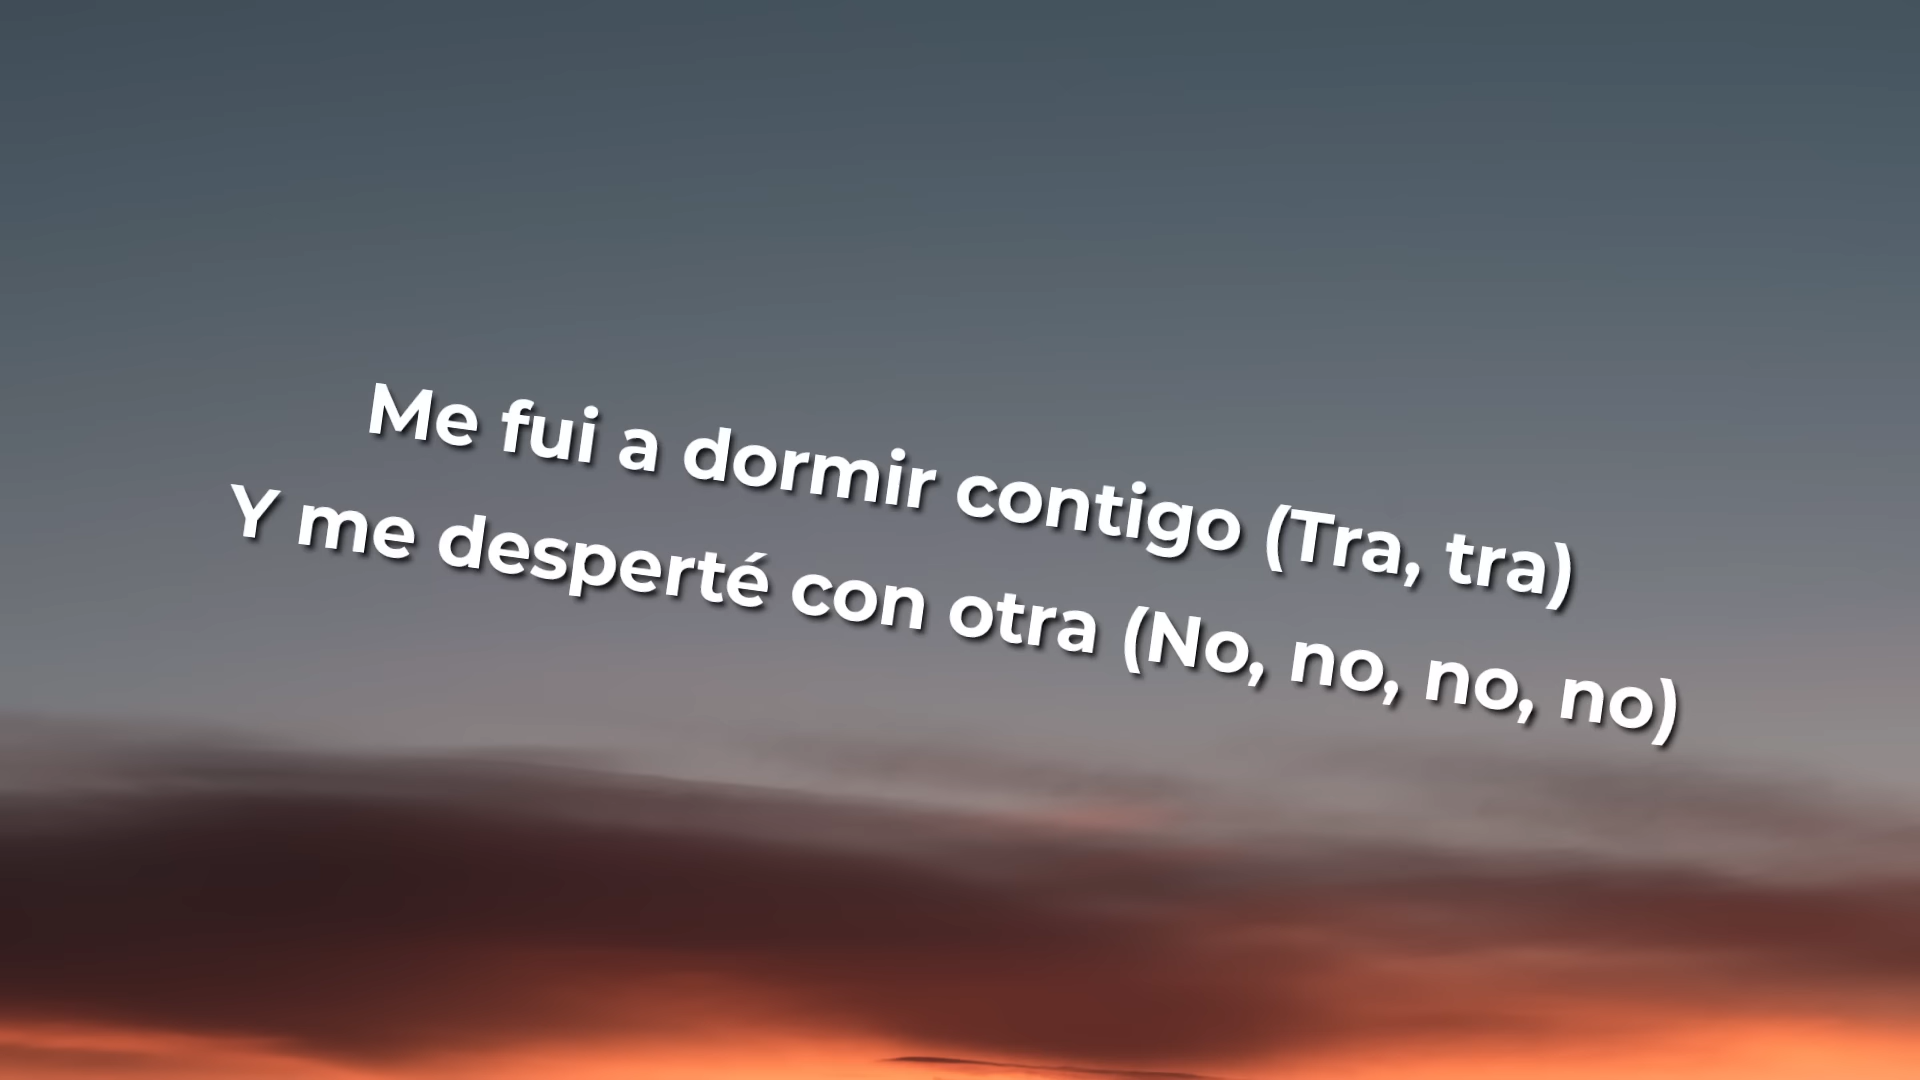 Me fui a dormir contigo (Tra, tra)
Y me desperté con otra (No, no, no, no)